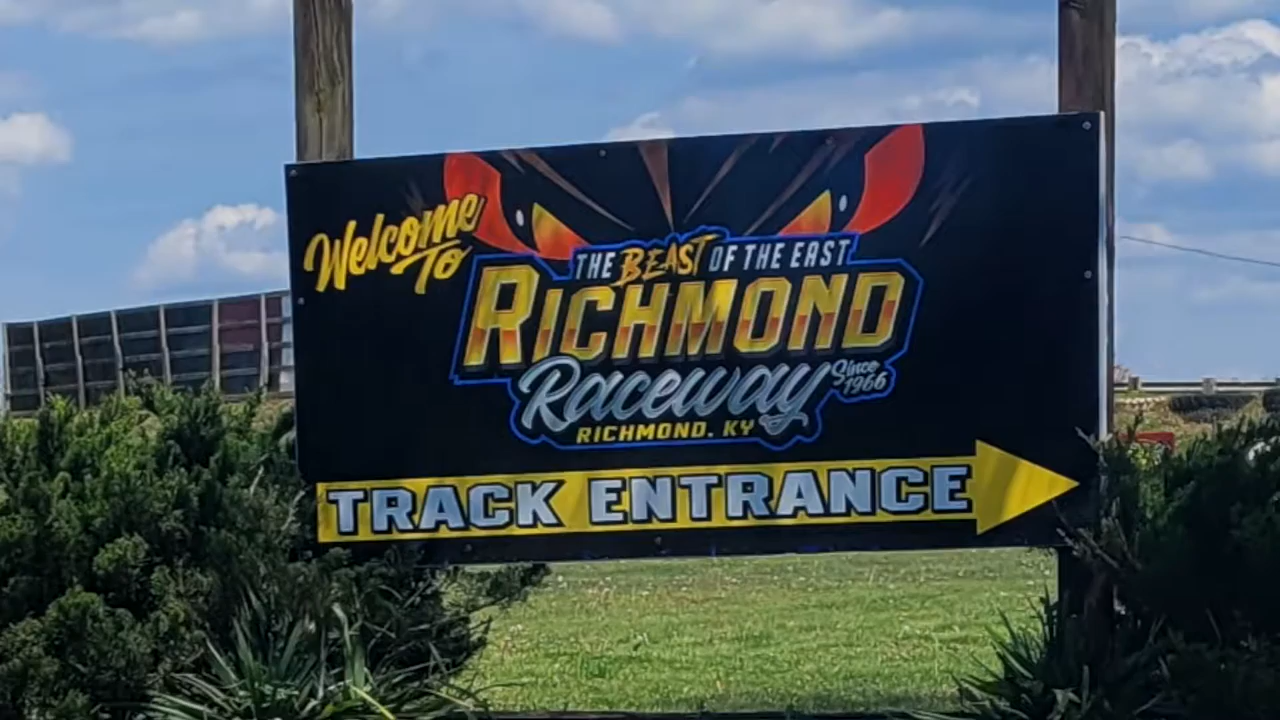 Welcome
To
THE BEAST OF THE EAST
RICHMOND
Raceway
Since
1966
RICHMOND, KY
TRACK ENTRANCE